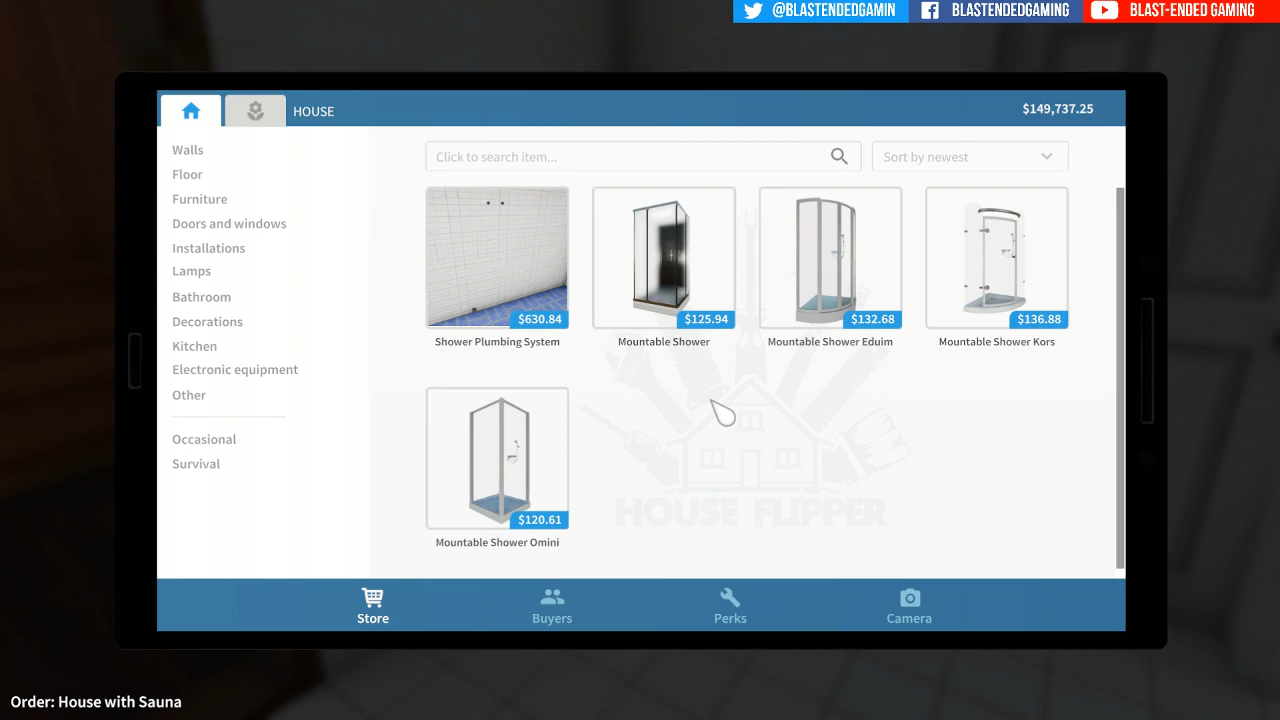 @BLASTENDEDGAMIN
BLASTENDEDGAMING
BLAST-ENDED GAMING
HOUSE
$149,737.25
Walls
Floor
Furniture
Doors and windows
Installations
Lamps
Bathroom
Decorations
Kitchen
Electronic equipment
Other
Occasional
Survival
Click to search item...
Sort by newest
$630.84
$125.94
$132.68
$136.88
Shower Plumbing System
Mountable Shower
Mountable Shower Eduim
Mountable Shower Kors
$120.61
Mountable Shower Omini
HOUSE FLIPPER
Store
Buyers
Perks
Camera
Order: House with Sauna